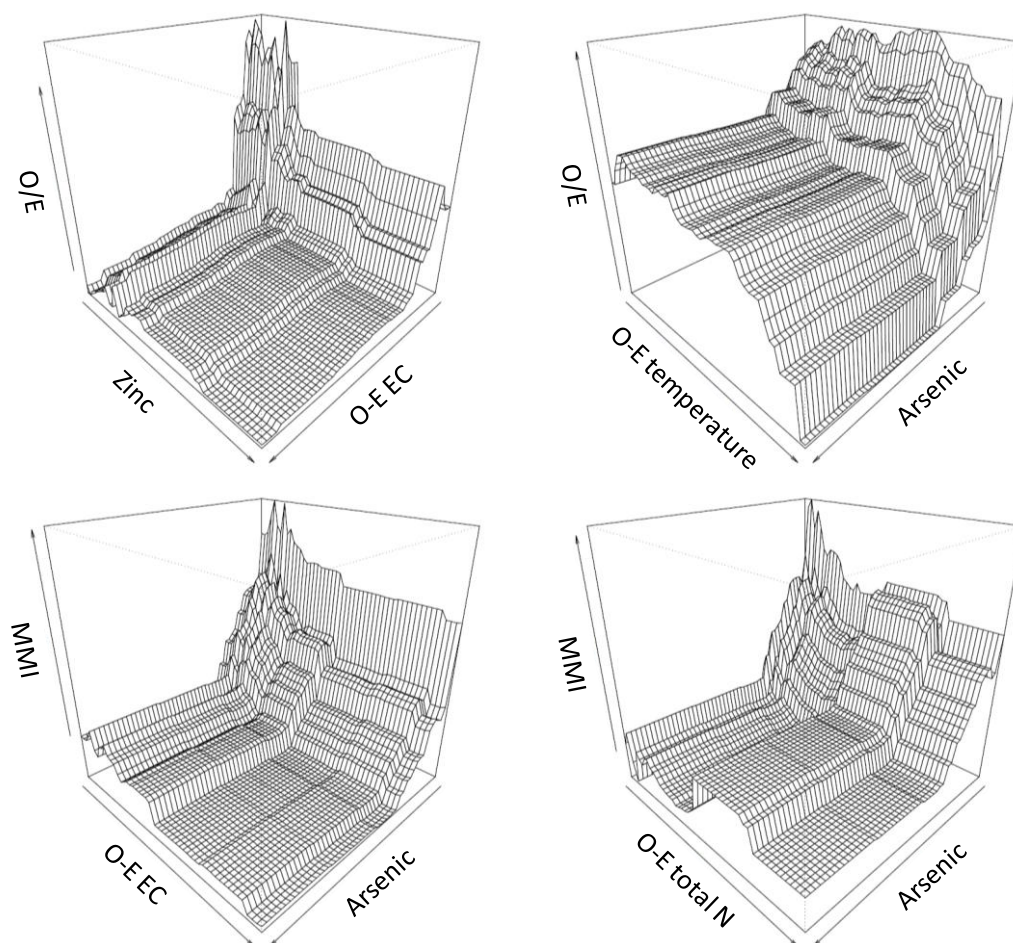 O/E
Zinc
O-E EC
O/E
O-E temperature
Arsenic
MMI
O-E EC
Arsenic
MMI
O-E total N
Arsenic